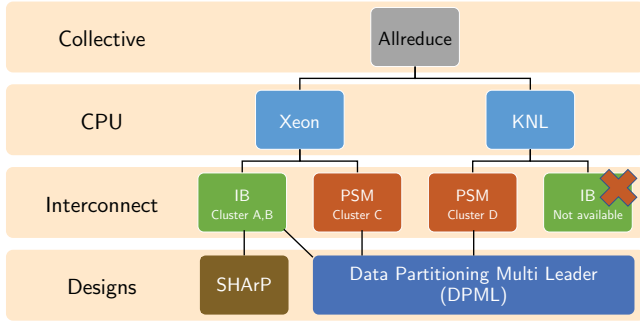 Collective
Allreduce
CPU
Xeon
KNL
Interconnect
IB
Cluster A,B
PSM
Cluster C
PSM
Cluster D
IB
Not available
Designs
SHArP
Data Partitioning Multi Leader
(DPML)